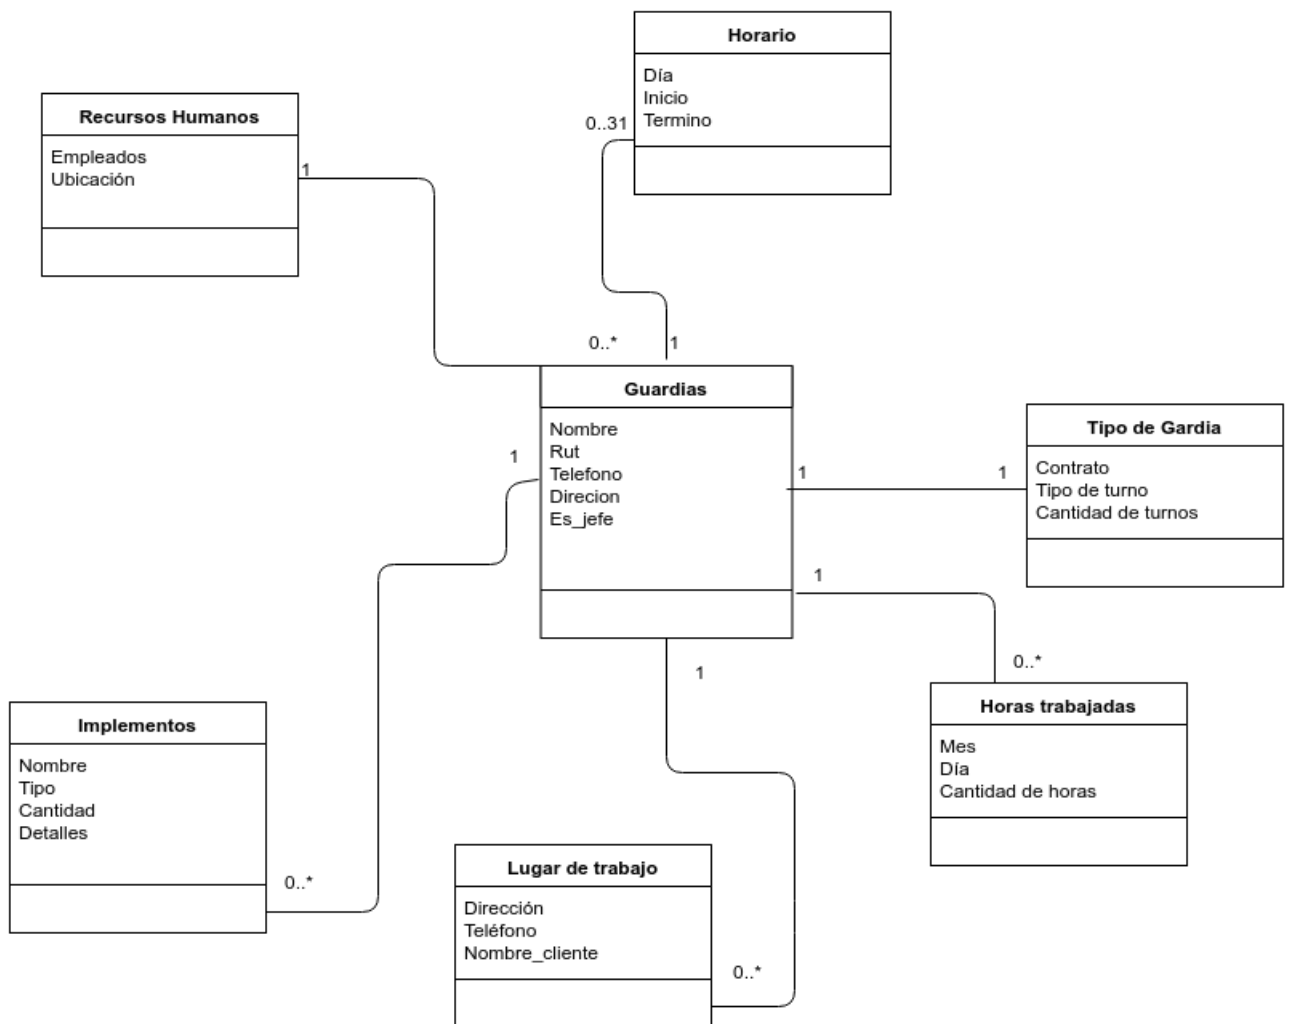 Horario
Día
Inicio
Termino
0..31
Recursos Humanos
Empleados
Ubicación
1
0..*
1
Guardias
Nombre
Rut
Telefono
Direcion
Es_jefe
1
1
1
Tipo de Gardia
Contrato
Tipo de turno
Cantidad de turnos
1
0..*
Horas trabajadas
Mes
Día
Cantidad de horas
1
Implementos
Nombre
Tipo
Cantidad
Detalles
0..*
Lugar de trabajo
Dirección
Teléfono
Nombre_cliente
0..*